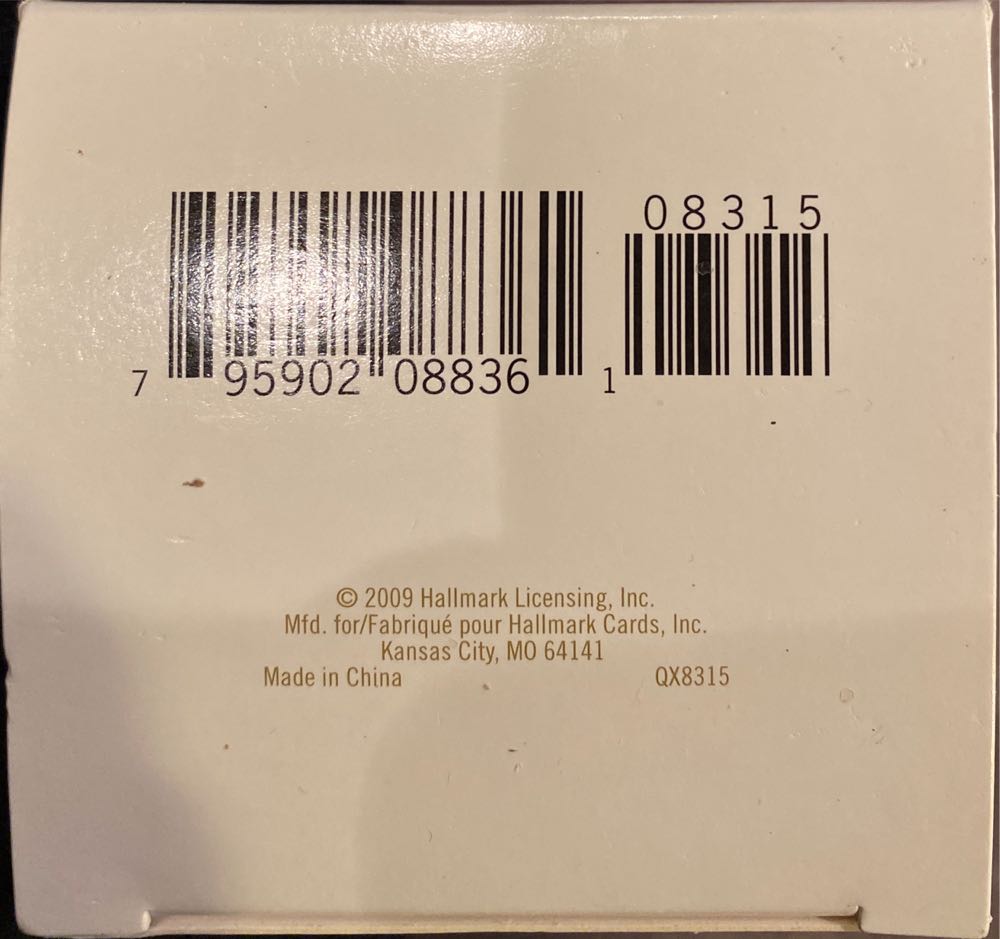 08315
7 95902 08836 1
© 2009 Hallmark Licensing, Inc.
Mfd. for/Fabriqué pour Hallmark Cards, Inc.
Kansas City, MO 64141
Made in China QX8315